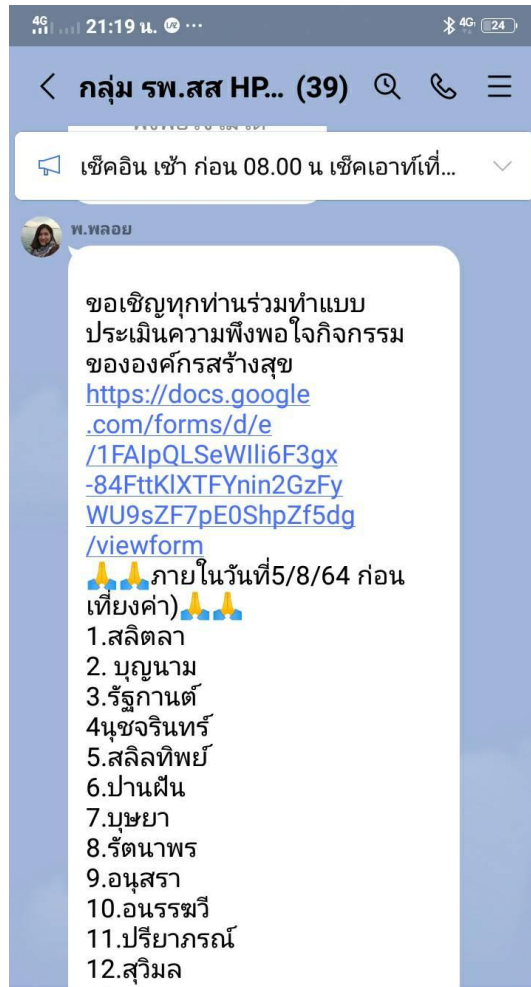 4G 21:19 น. ... 4G 24
กลุ่ม รพ.สส HP... (39)
เช็คอิน เช้า ก่อน 08.00 น เช็คเอาท์เที่...
พ.พลอย
ขอเชิญทุกท่านร่วมทำแบบ
ประเมินความพึงพอใจกิจกรรม
ขององค์กรสร้างสุข
https://docs.google
.com/forms/d/e
/1FAIpQLSeWIli6F3gx
-84FttKlXTFYnin2GzFy
WU9sZF7pE0ShpZf5dg
/viewform
🙏🙏ภายในวันที่5/8/64 ก่อน
เที่ยงค่า)🙏🙏
1.สลิตลา
2. บุญนาม
3.รัฐกานต์
4นุชจรินทร์
5.สลิลทิพย์
6.ปานฝัน
7.บุษยา
8.รัตนาพร
9.อนุสรา
10.อนรรฆวี
11.ปรียาภรณ์
12.สุวิมล